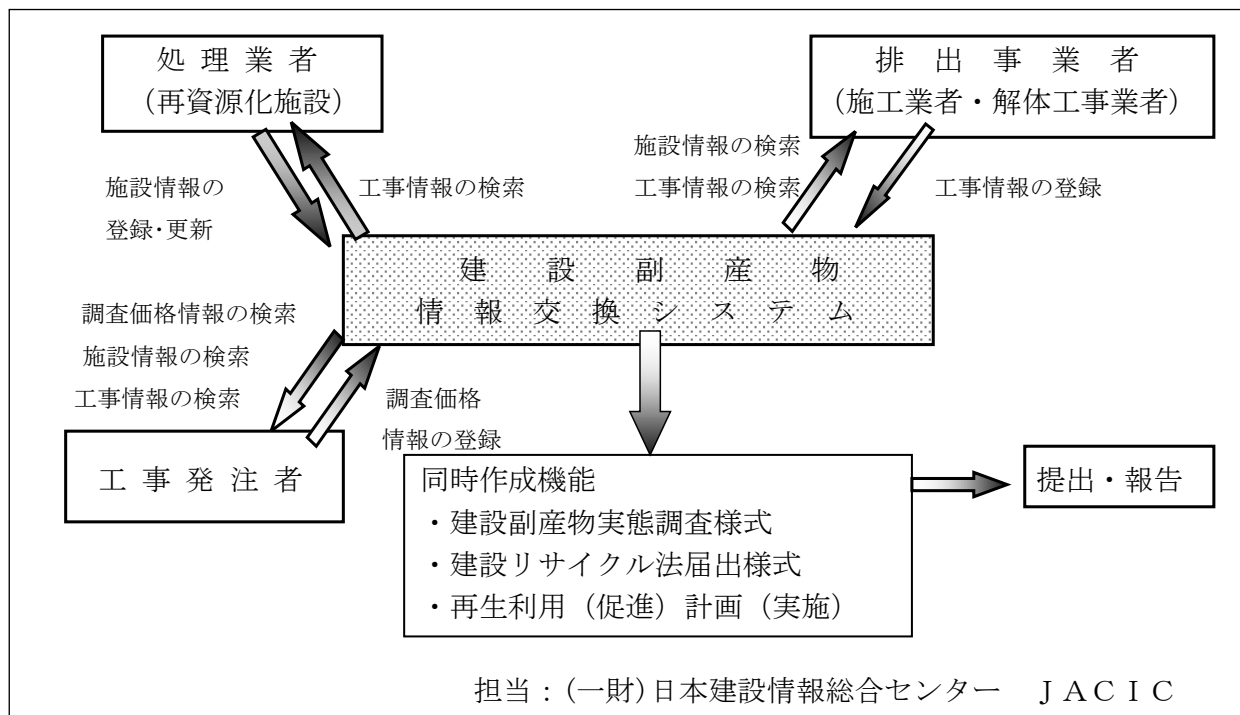 処理業者
（再資源化施設）
排出事業者
（施工業者・解体工事業者）
施設情報の
登録・更新
工事情報の検索
施設情報の検索
工事情報の検索
工事情報の登録
建設副産物
情報交換システム
調査価格情報の検索
施設情報の検索
工事情報の検索
調査価格
情報の登録
工事発注者
同時作成機能
・建設副産物実態調査様式
・建設リサイクル法届出様式
・再生利用（促進）計画（実施）
提出・報告
担当：(一財)日本建設情報総合センター　ＪＡＣＩＣ